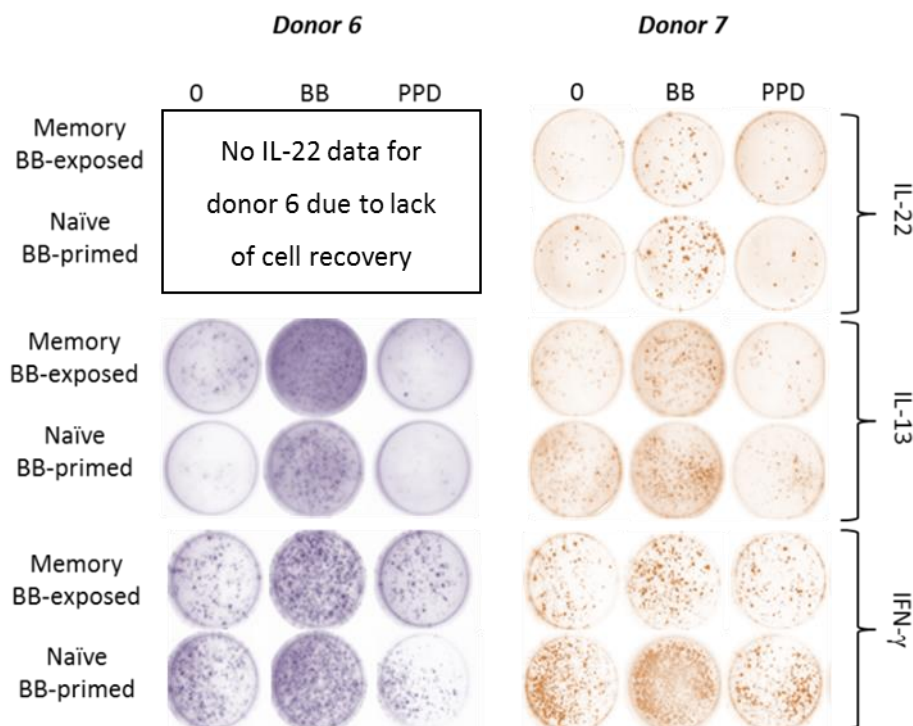 Donor 6
Donor 7
0 BB PPD
0 BB PPD
Memory
BB-exposed
No IL-22 data for
donor 6 due to lack
of cell recovery
Naïve
BB-primed
IL-22
Memory
BB-exposed
Naïve
BB-primed
IL-13
Memory
BB-exposed
Naïve
BB-primed
IFN-γ